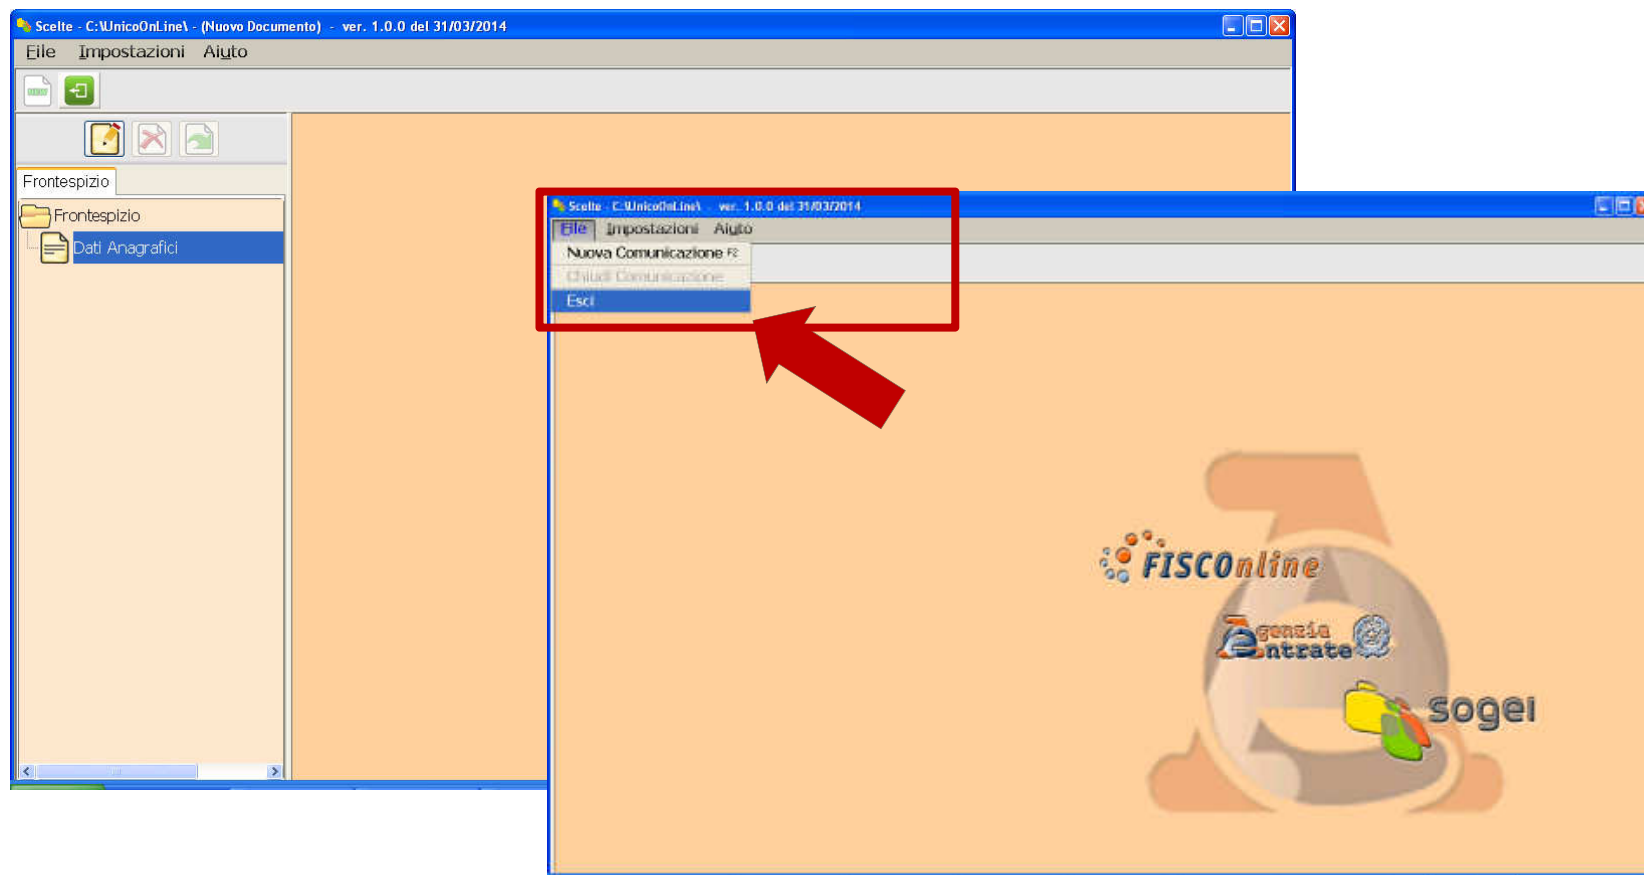 Scelte - C:\UnicoOnLine\ - (Nuovo Documento) - ver. 1.0.0 del 31/03/2014
File Impostazioni Aiuto
Frontespizio
Frontespizio
Dati Anagrafici
Scelte - C:\UnicoOnLine\ - ver. 1.0.0 del 31/03/2014
File Impostazioni Aiuto
Nuova Comunicazione F2
Chiudi Comunicazione
Esci
FISCOnline
Agenzia
Entrate
sogei